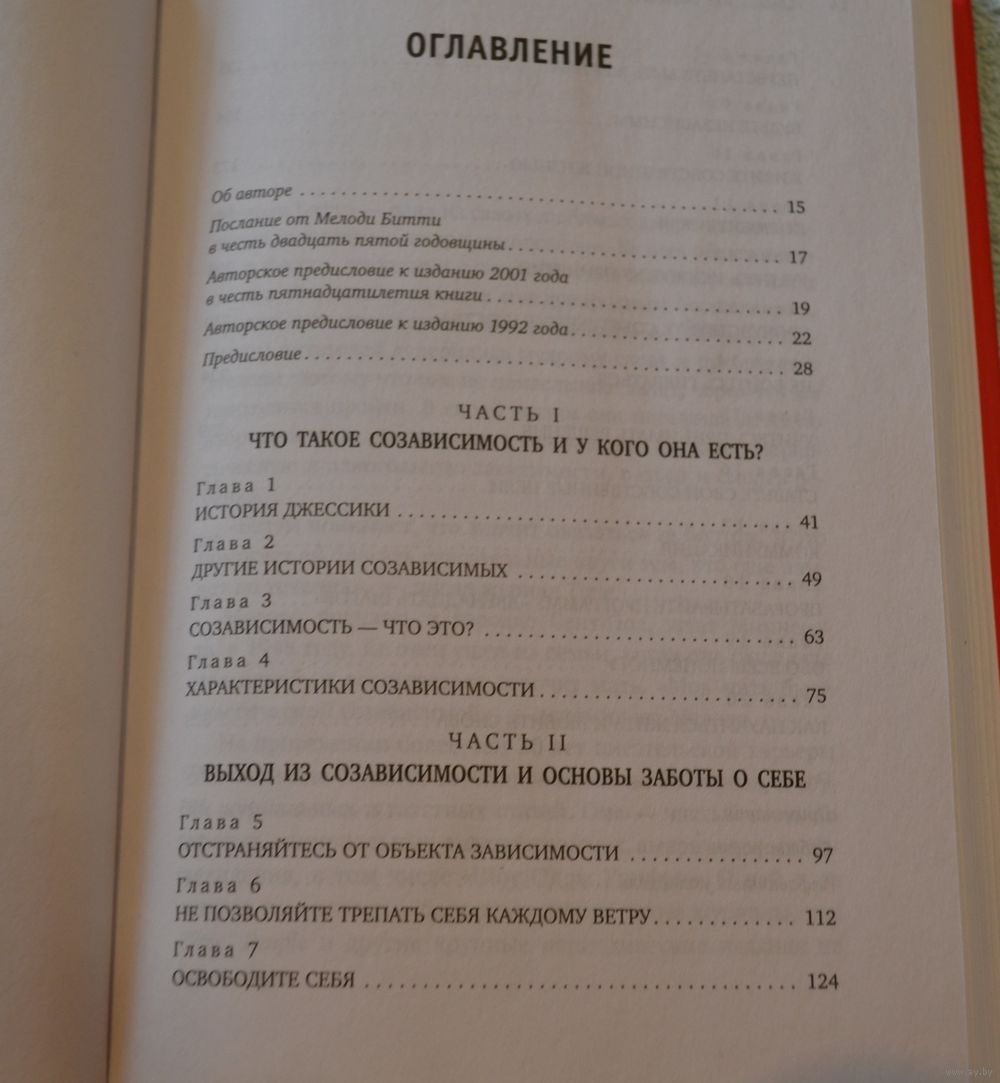 ОГЛАВЛЕНИЕ
Об авторе ........................................ 15
Послание от Мелоди Битти
в честь двадцать пятой годовщины ........................ 17
Авторское предисловие к изданию 2001 года
в честь пятнадцатилетия книги .......................... 19
Авторское предисловие к изданию 1992 года .................. 22
Предисловие ........................................ 28
ЧАСТЬ I
ЧТО ТАКОЕ СОЗАВИСИМОСТЬ И У КОГО ОНА ЕСТЬ?
Глава 1
ИСТОРИЯ ДЖЕССИКИ .................................. 41
Глава 2
ДРУГИЕ ИСТОРИИ СОЗАВИСИМЫХ ........................ 49
Глава 3
СОЗАВИСИМОСТЬ — ЧТО ЭТО? .......................... 63
Глава 4
ХАРАКТЕРИСТИКИ СОЗАВИСИМОСТИ ...................... 75
ЧАСТЬ II
ВЫХОД ИЗ СОЗАВИСИМОСТИ И ОСНОВЫ ЗАБОТЫ О СЕБЕ
Глава 5
ОТСТРАНЯЙТЕСЬ ОТ ОБЪЕКТА ЗАВИСИМОСТИ ................ 97
Глава 6
НЕ ПОЗВОЛЯЙТЕ ТРЕПАТЬ СЕБЯ КАЖДОМУ ВЕТРУ ............. 112
Глава 7
ОСВОБОДИТЕ СЕБЯ .................................... 124
www.ay.by